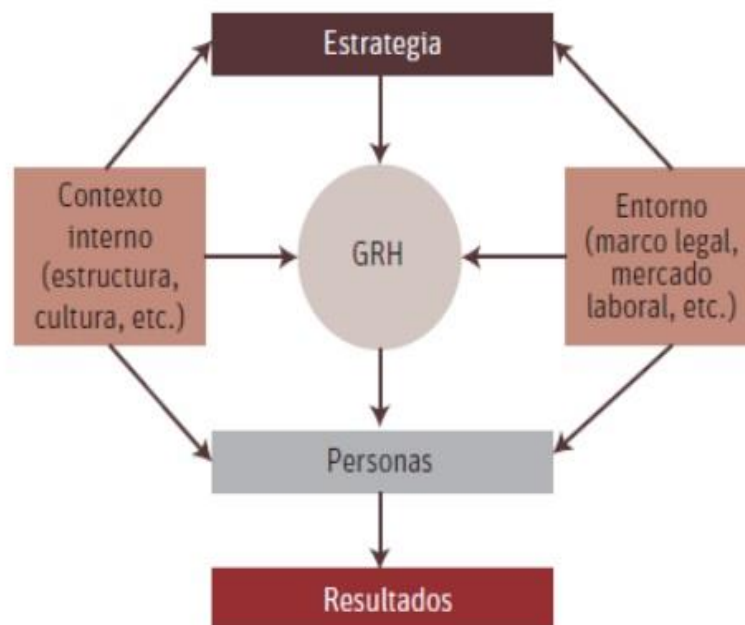 Estrategia
Contexto
interno
(estructura,
cultura, etc.)
GRH
Entorno
(marco legal,
mercado
laboral, etc.)
Personas
Resultados